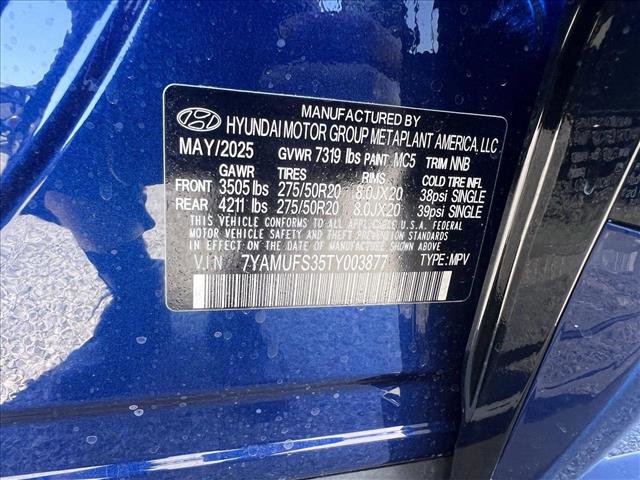 MANUFACTURED BY
HYUNDAI MOTOR GROUP METAPLANT AMERICA, LLC
MAY/2025 GVWR 7319 lbs PAINT MC5 TRIM NNB
GAWR TIRES RIMS COLD TIRE INFL
FRONT 3505 lbs 275/50R20 8.0JX20 38psi SINGLE
REAR 4211 lbs 275/50R20 8.0JX20 39psi SINGLE
THIS VEHICLE CONFORMS TO ALL APPLICABLE U.S.A. FEDERAL
MOTOR VEHICLE SAFETY AND THEFT PREVENTION STANDARDS
IN EFFECT ON THE DATE OF MANUFACTURE SHOWN ABOVE.
VIN 7YAMUFS35TY003877 TYPE: MPV